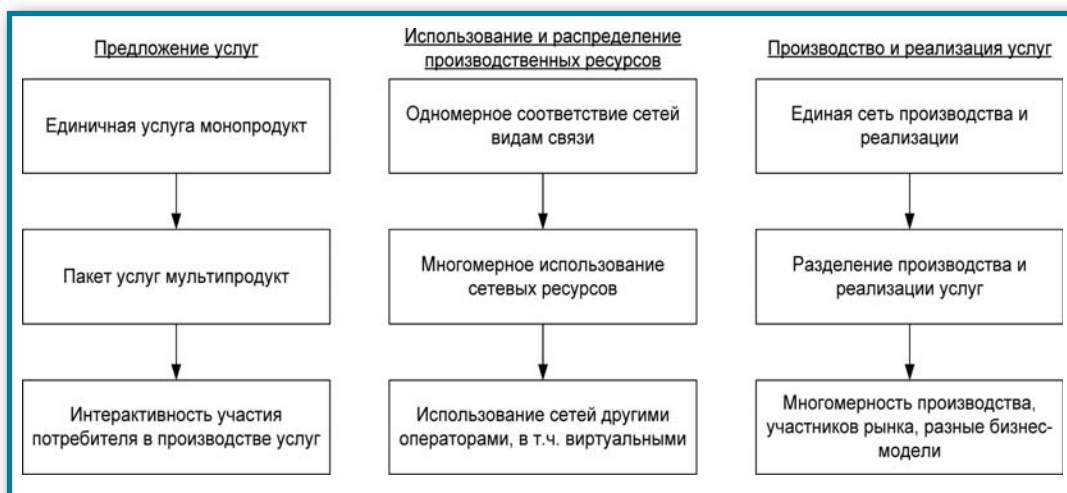 Предложение услуг
Использование и распределение
производственных ресурсов
Производство и реализация услуг
Единичная услуга монопродукт
Одномерное соответствие сетей
видам связи
Единая сеть производства и
реализации
Пакет услуг мультипродукт
Многомерное использование
сетевых ресурсов
Разделение производства и
реализации услуг
Интерактивность участия
потребителя в производстве услуг
Использование сетей другими
операторами, в т.ч. виртуальными
Многомерность производства,
участников рынка, разные бизнес-
модели